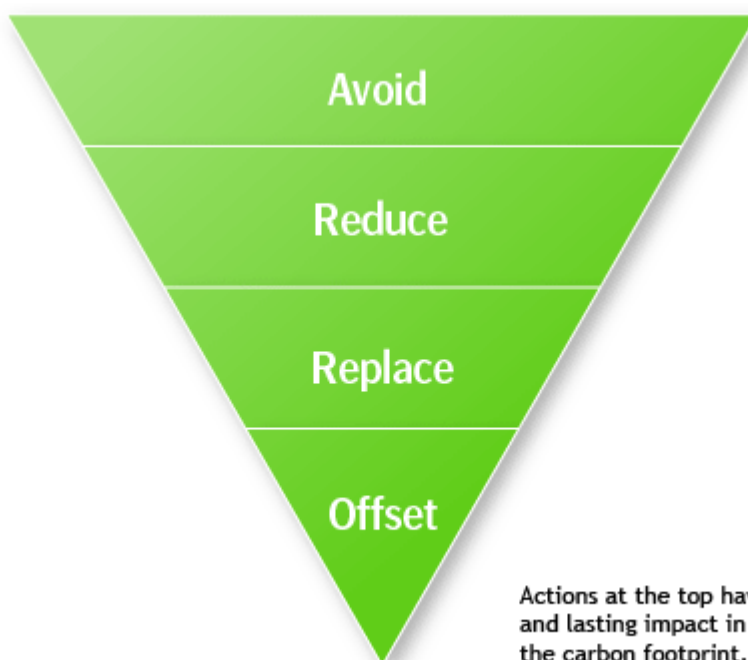 Avoid
Reduce
Replace
Offset
Actions at the top
and lasting impact in
the carbon footprint.